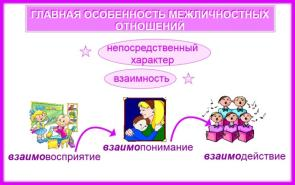 ГЛАВНАЯ ОСОБЕННОСТЬ МЕЖЛИЧНОСТНЫХ
ОТНОШЕНИЙ
непосредственный
характер
взаимность
взаимовосприятие
взаимопонимание
взаимодействие